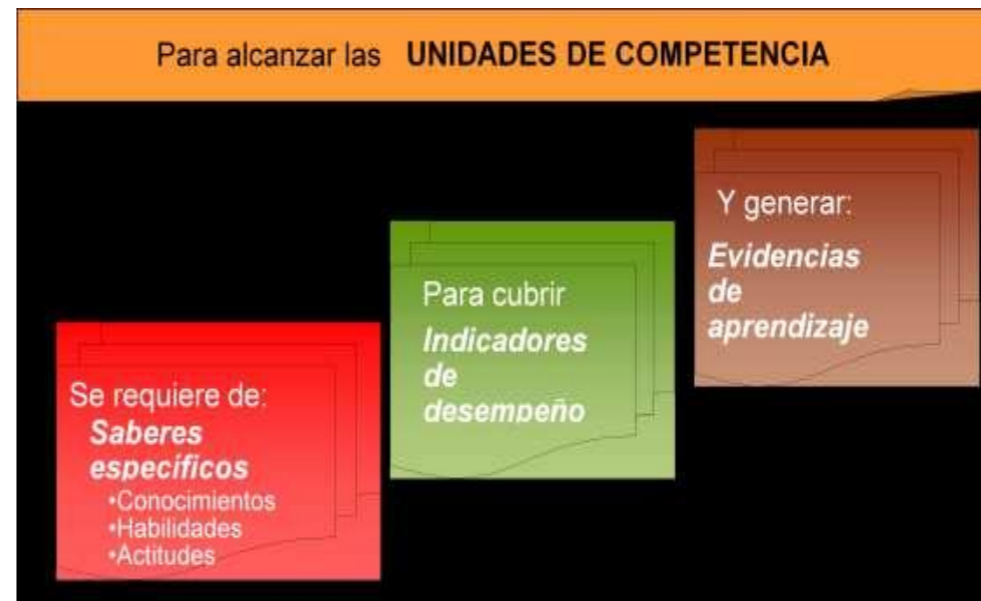 Para alcanzar las UNIDADES DE COMPETENCIA
Se requiere de:
Saberes
específicos
•Conocimientos
•Habilidades
•Actitudes
Para cubrir
Indicadores
de
desempeño
Y generar:
Evidencias
de
aprendizaje